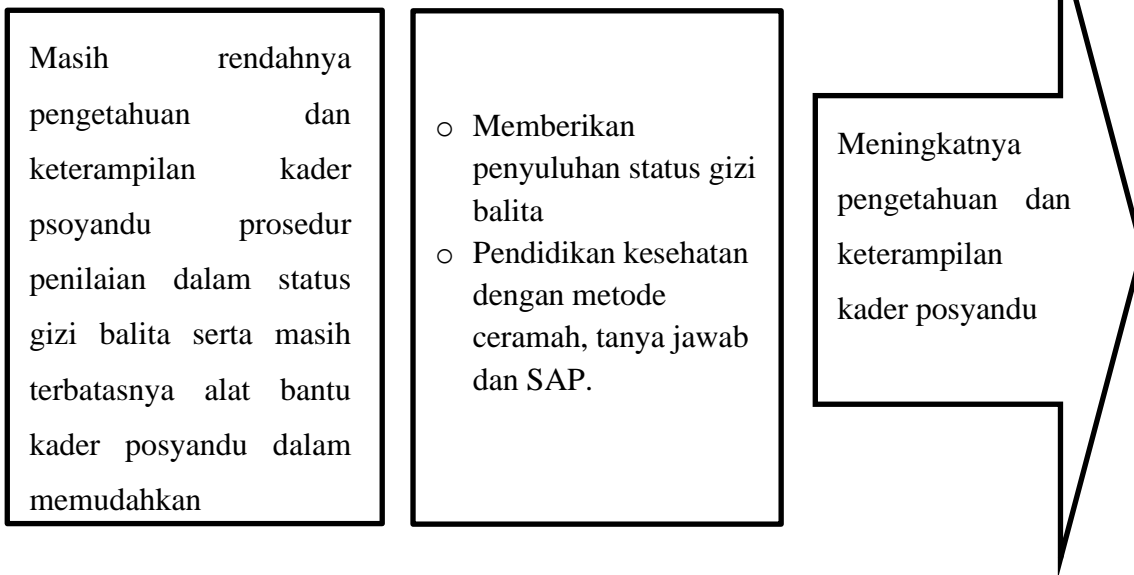 Masih rendahnya
pengetahuan dan
keterampilan kader
psoyandu prosedur
penilaian dalam status
gizi balita serta masih
terbatasnya alat bantu
kader posyandu dalam
memudahkan
o Memberikan
penyuluhan status gizi
balita
o Pendidikan kesehatan
dengan metode
ceramah, tanya jawab
dan SAP.
Meningkatnya
pengetahuan dan
keterampilan
kader posyandu